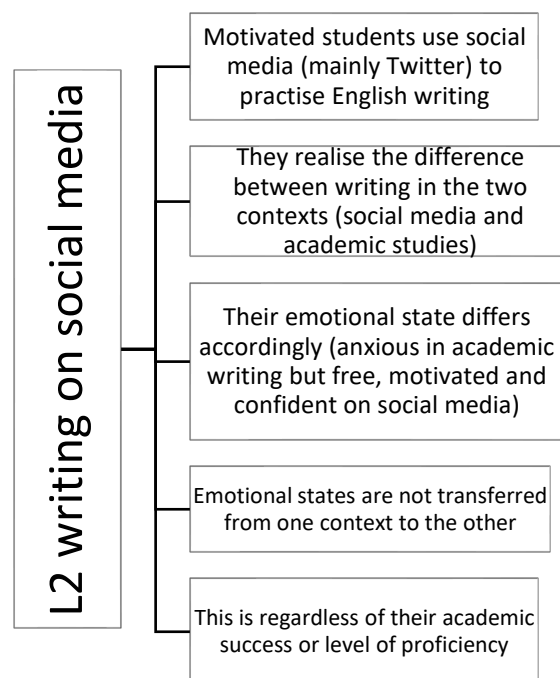 L2 writing on social media
Motivated students use social
media (mainly Twitter) to
practise English writing
They realise the difference
between writing in the two
contexts (social media and
academic studies)
Their emotional state differs
accordingly (anxious in academic
writing but free, motivated and
confident on social media)
Emotional states are not transferred
from one context to the other
This is regardless of their academic
success or level of proficiency